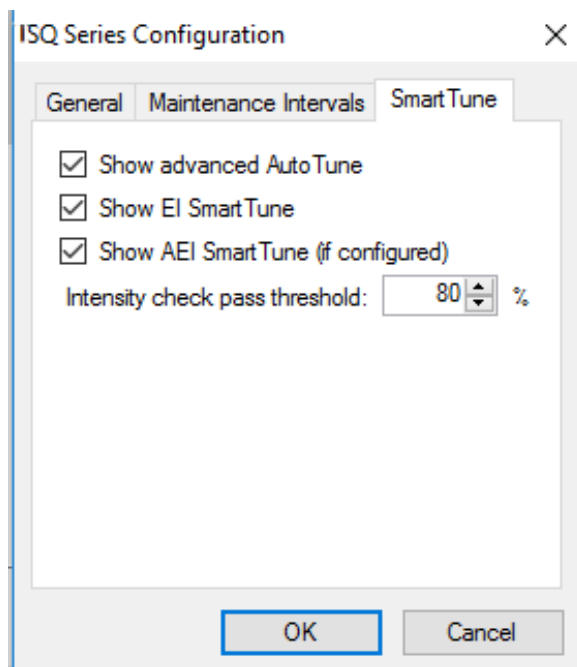 ISQ Series Configuration
General
Maintenance Intervals
SmartTune
Show advanced AutoTune
Show EI SmartTune
Show AEI SmartTune (if configured)
Intensity check pass threshold: 80 %
OK
Cancel